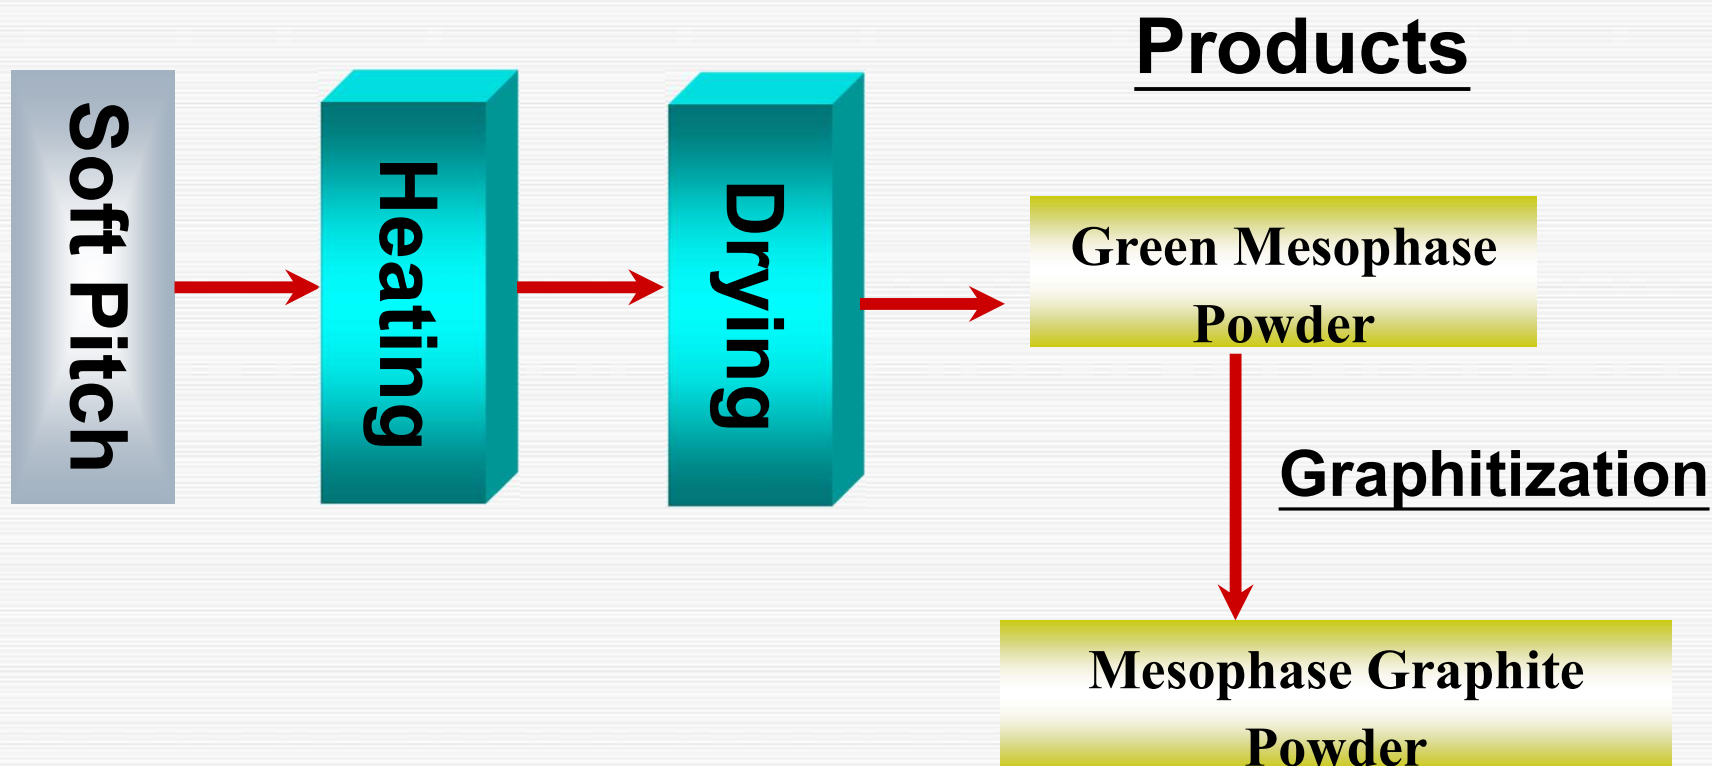 Products
Soft Pitch
Heating
Drying
Green Mesophase
Powder
Graphitization
Mesophase Graphite
Powder